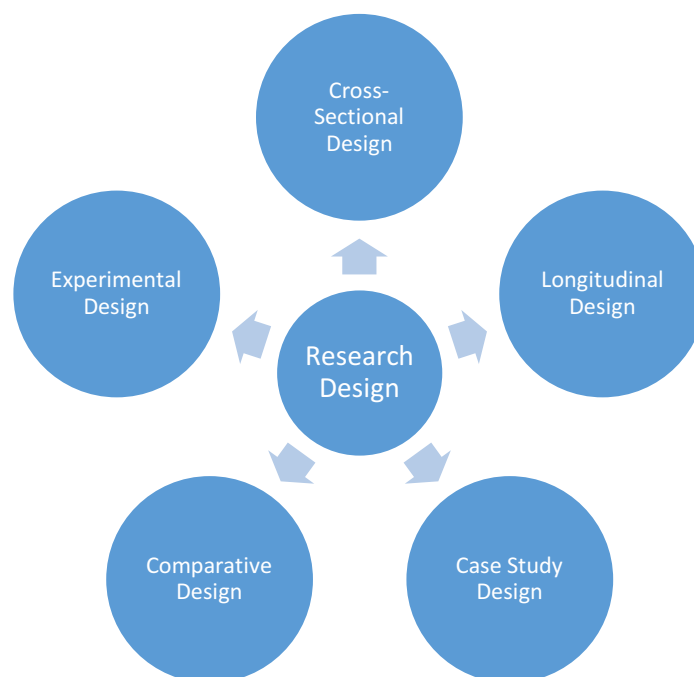 Cross-
Sectional
Design
Experimental
Design
Longitudinal
Design
Research
Design
Comparative
Design
Case Study
Design